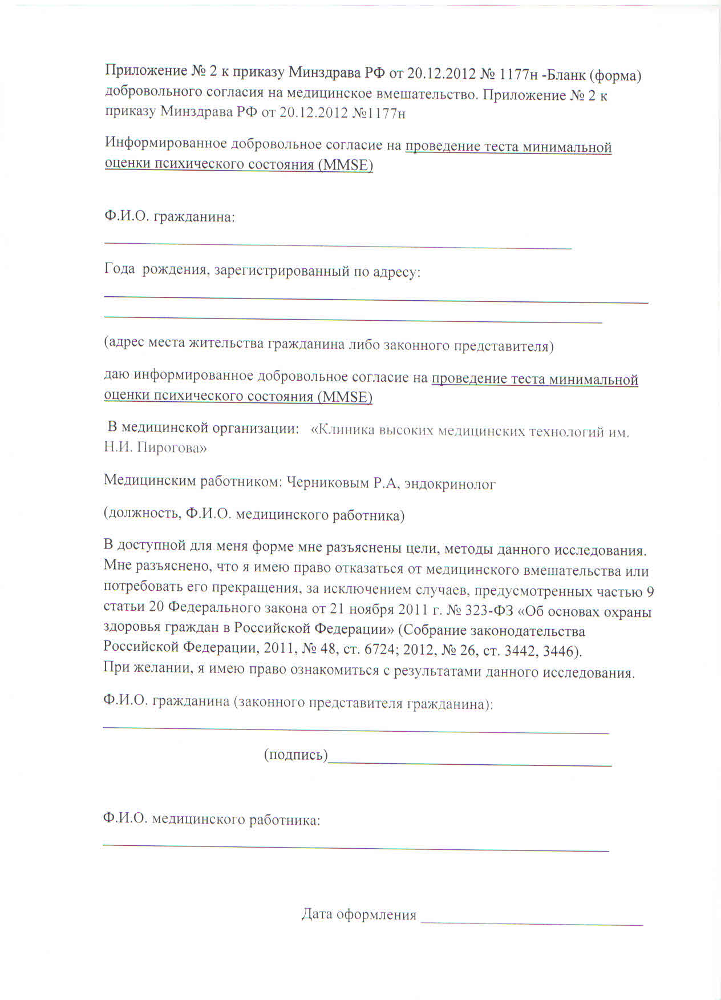 Приложение № 2 к приказу Минздрава РФ от 20.12.2012 № 1177н -Бланк (форма)
добровольного согласия на медицинское вмешательство. Приложение № 2 к
приказу Минздрава РФ от 20.12.2012 №1177н
Информированное добровольное согласие на проведение теста минимальной
оценки психического состояния (MMSE)
Ф.И.О. гражданина:
Года рождения, зарегистрированный по адресу:
(адрес места жительства гражданина либо законного представителя)
даю информированное добровольное согласие на проведение теста минимальной
оценки психического состояния (MMSE)
В медицинской организации: «Клиника высоких медицинских технологий им.
Н.И. Пирогова»
Медицинским работником: Черниковым Р.А, эндокринолог
(должность, Ф.И.О. медицинского работника)
В доступной для меня форме мне разъяснены цели, методы данного исследования.
Мне разъяснено, что я имею право отказаться от медицинского вмешательства или
потребовать его прекращения, за исключением случаев, предусмотренных частью 9
статьи 20 Федерального закона от 21 ноября 2011 г. № 323-ФЗ «Об основах охраны
здоровья граждан в Российской Федерации» (Собрание законодательства
Российской Федерации, 2011, № 48, ст. 6724; 2012, № 26, ст. 3442, 3446).
При желании, я имею право ознакомиться с результатами данного исследования.
Ф.И.О. гражданина (законного представителя гражданина):
(подпись)
Ф.И.О. медицинского работника:
Дата оформления